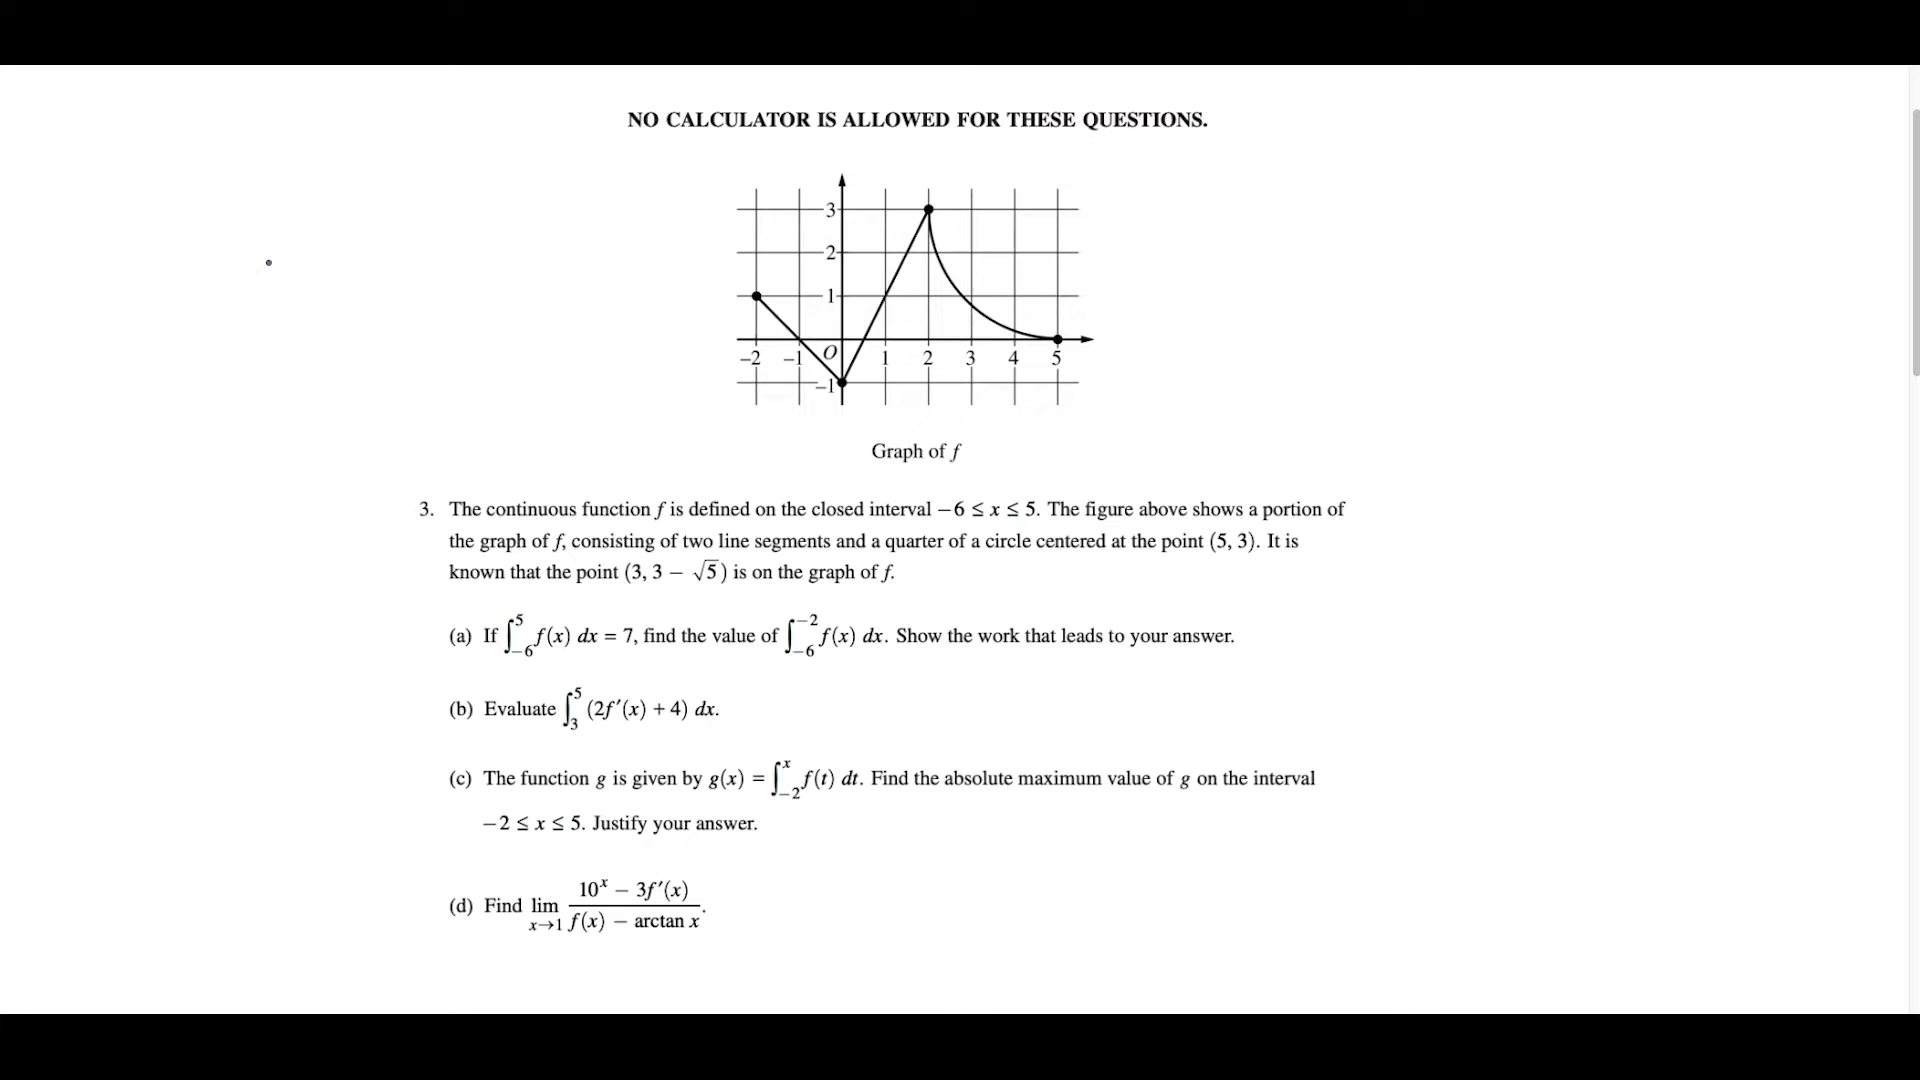 NO CALCULATOR IS ALLOWED FOR THESE QUESTIONS.
3
2
1
−2 −1 O 1 2 3 4 5
−1
Graph of f
3. The continuous function f is defined on the closed interval −6 ≤ x ≤ 5. The figure above shows a portion of
the graph of f, consisting of two line segments and a quarter of a circle centered at the point (5, 3). It is
known that the point (3, 3 − √5) is on the graph of f.
(a) If ∫_{−6}^{5} f(x) dx = 7, find the value of ∫_{−6}^{−2} f(x) dx. Show the work that leads to your answer.
(b) Evaluate ∫_{3}^{5} (2f′(x) + 4) dx.
(c) The function g is given by g(x) = ∫_{−2}^{x} f(t) dt. Find the absolute maximum value of g on the interval
−2 ≤ x ≤ 5. Justify your answer.
(d) Find lim_{x→1} (10^x − 3f′(x)) / (f(x) − arctan x).